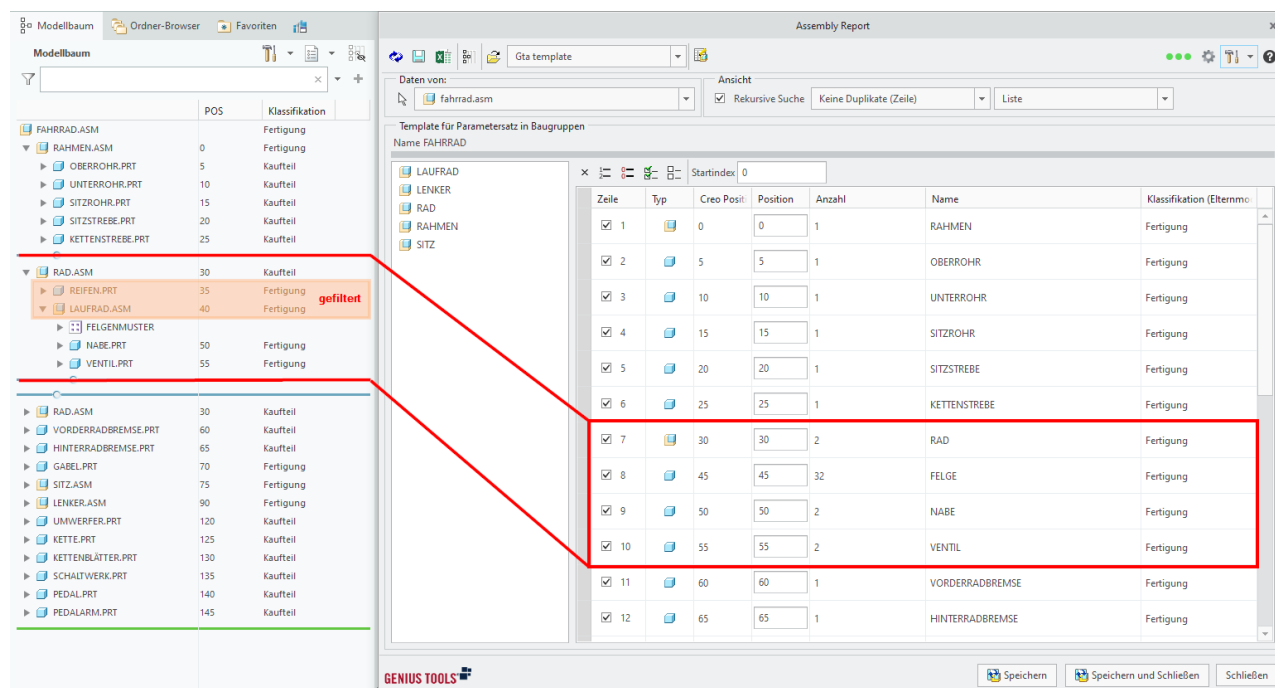 Modellbaum Ordner-Browser Favoriten
Modellbaum
POS Klassifikation
FAHRRAD.ASM Fertigung
RAHMEN.ASM 0 Fertigung
OBERROHR.PRT 5 Kaufteil
UNTERROHR.PRT 10 Kaufteil
SITZROHR.PRT 15 Kaufteil
SITZSTREBE.PRT 20 Kaufteil
KETTENSTREBE.PRT 25 Kaufteil
RAD.ASM 30 Kaufteil
REIFEN.PRT 35 Fertigung
gefiltert
LAUFRAD.ASM 40 Fertigung
FELGENMUSTER
NABE.PRT 50 Fertigung
VENTIL.PRT 55 Fertigung
RAD.ASM 30 Kaufteil
VORDERRADBREMSE.PRT 60 Kaufteil
HINTERRADBREMSE.PRT 65 Kaufteil
GABEL.PRT 70 Fertigung
SITZ.ASM 75 Fertigung
LENKER.ASM 90 Fertigung
UMWERFER.PRT 120 Kaufteil
KETTE.PRT 125 Kaufteil
KETTENBLÄTTER.PRT 130 Kaufteil
SCHALTWERK.PRT 135 Kaufteil
PEDAL.PRT 140 Kaufteil
PEDALARM.PRT 145 Kaufteil
Assembly Report
Gta template
Daten von:
fahrrad.asm
Ansicht
Rekursive Suche Keine Duplikate (Zeile) Liste
Template für Parametersatz in Baugruppen
Name FAHRRAD
LAUFRAD
LENKER
RAD
RAHMEN
SITZ
Startindex 0
Zeile Typ Creo Positi Position Anzahl Name Klassifikation (Elternmo
1 0 0 1 RAHMEN Fertigung
2 5 5 1 OBERROHR Fertigung
3 10 10 1 UNTERROHR Fertigung
4 15 15 1 SITZROHR Fertigung
5 20 20 1 SITZSTREBE Fertigung
6 25 25 1 KETTENSTREBE Fertigung
7 30 30 2 RAD Fertigung
8 45 45 32 FELGE Fertigung
9 50 50 2 NABE Fertigung
10 55 55 2 VENTIL Fertigung
11 60 60 1 VORDERRADBREMSE Fertigung
12 65 65 1 HINTERRADBREMSE Fertigung
GENIUS TOOLS
Speichern Speichern und Schließen Schließen